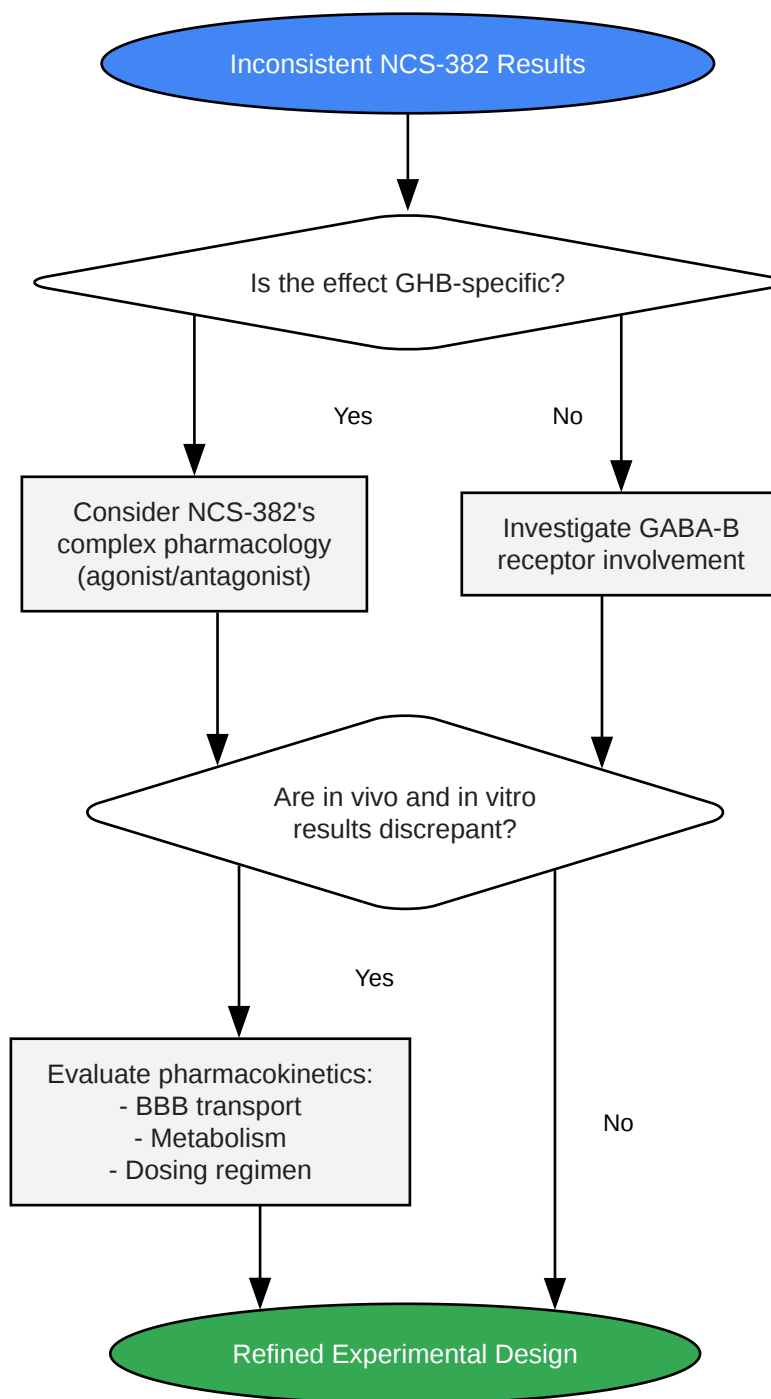 Inconsistent NCS-382 Results
Is the effect GHB-specific?
Yes
No
Consider NCS-382's
complex pharmacology
(agonist/antagonist)
Investigate GABA-B
receptor involvement
Are in vivo and in vitro
results discrepant?
Yes
Evaluate pharmacokinetics:
- BBB transport
- Metabolism
- Dosing regimen
No
Refined Experimental Design